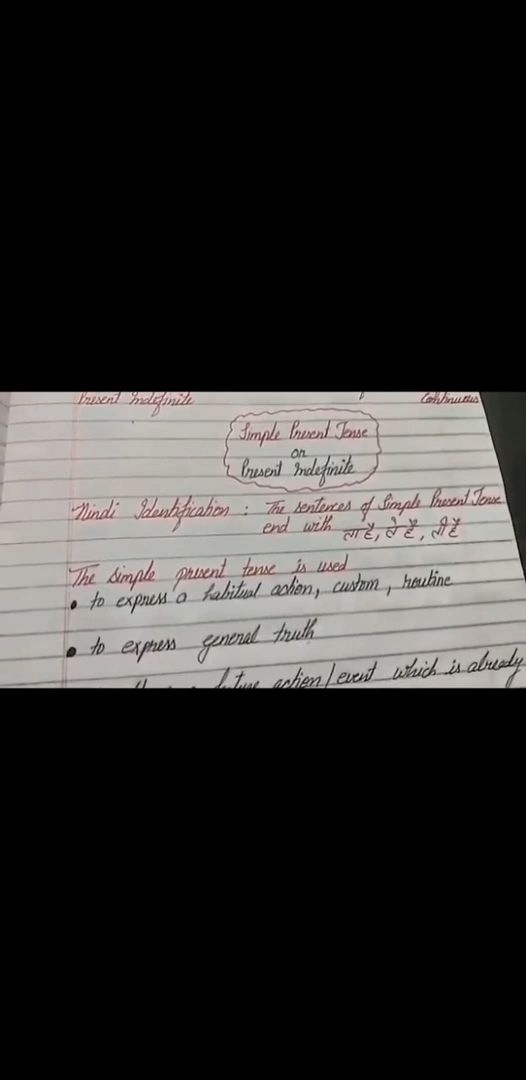 Present Indefinite Continuous
Simple Present Tense
or
Present Indefinite
Hindi Identification : The sentences of Simple Present Tense
end with ता है, ते हैं, ती है
The simple present tense is used
• to express a habitual action, custom, routine
• to express general truth
future action/event which is already